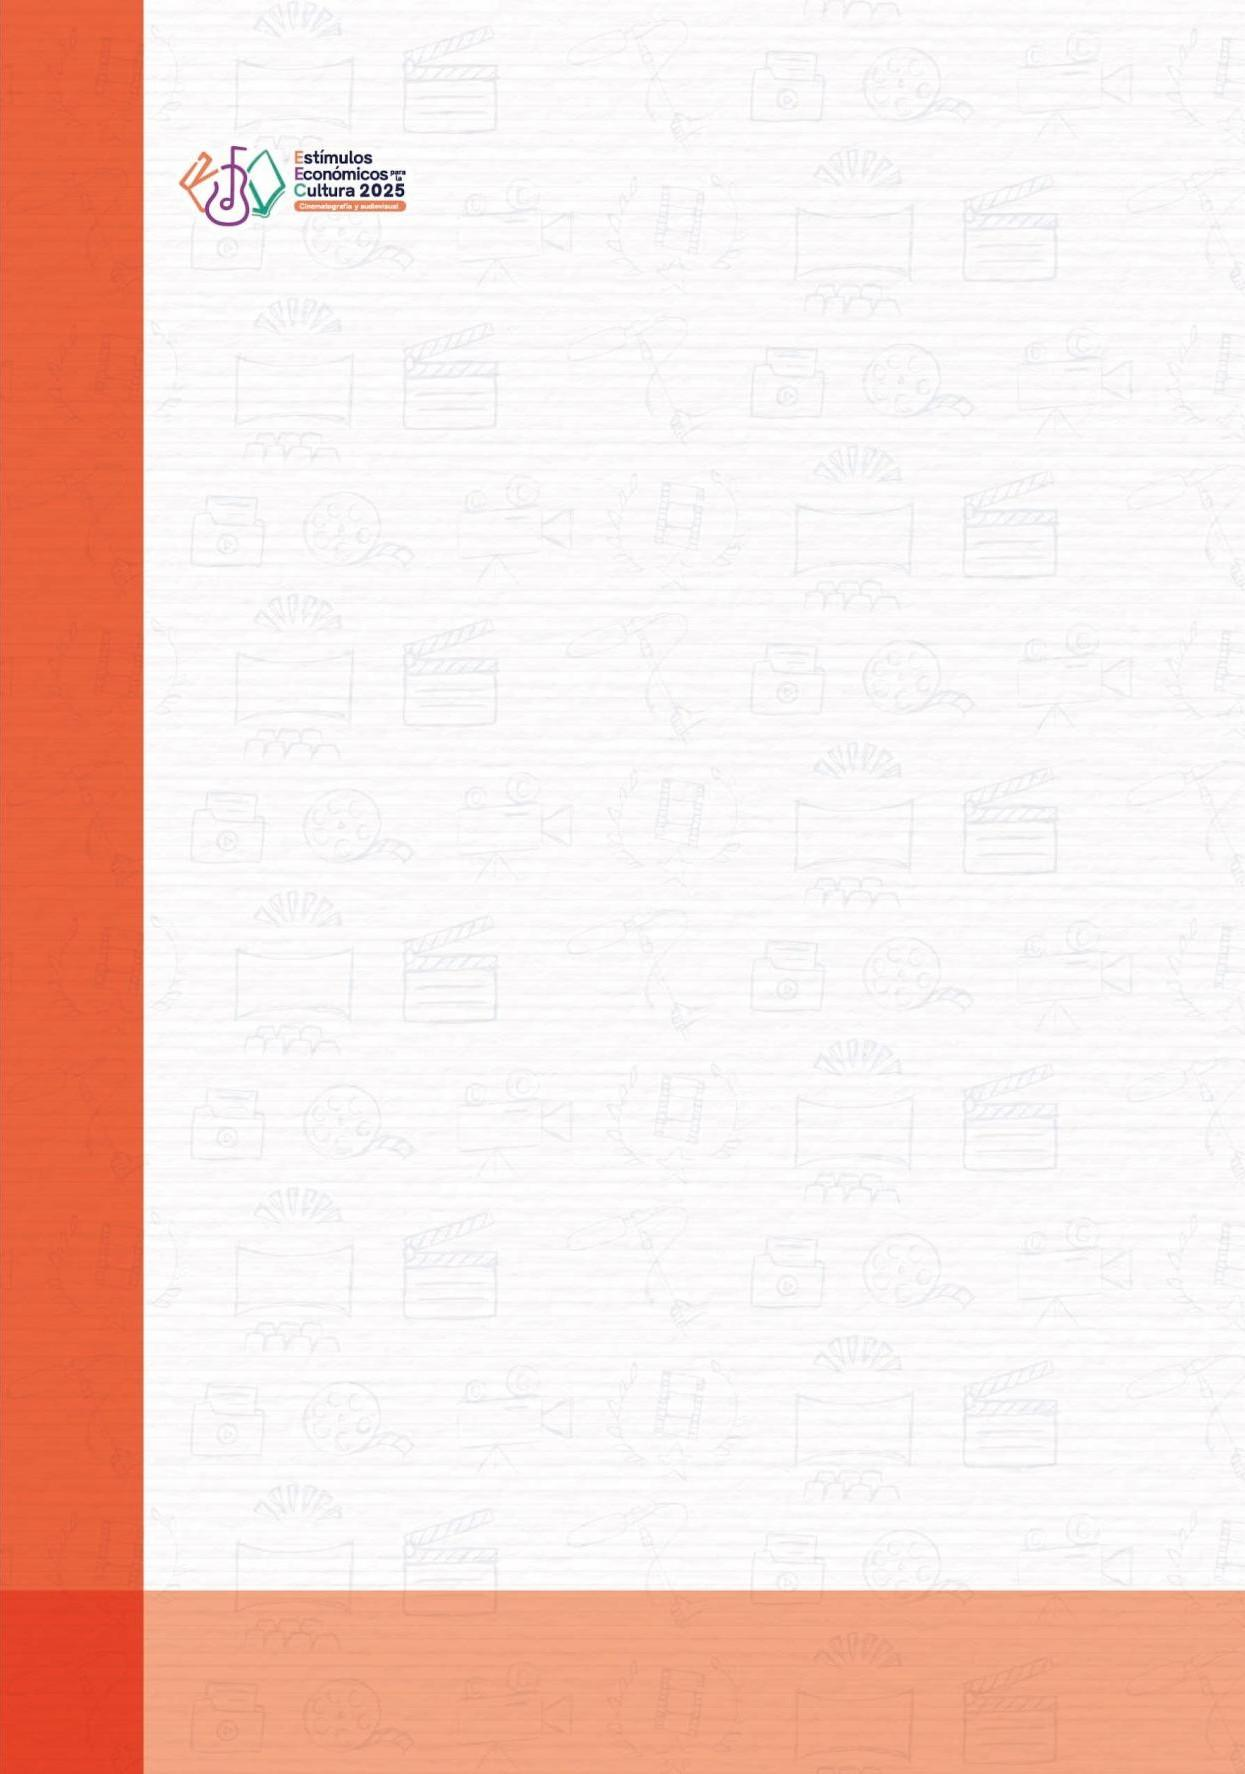 Estímulos
Económicos para la
Cultura 2025
Cinematografía y audiovisual